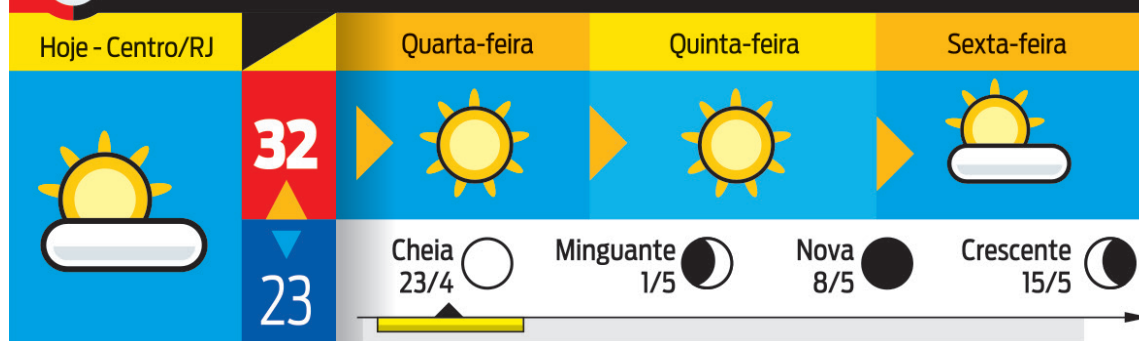 Hoje - Centro/RJ
Quarta-feira
Quinta-feira
Sexta-feira
32
23
Cheia
23/4
Minguante
1/5
Nova
8/5
Crescente
15/5